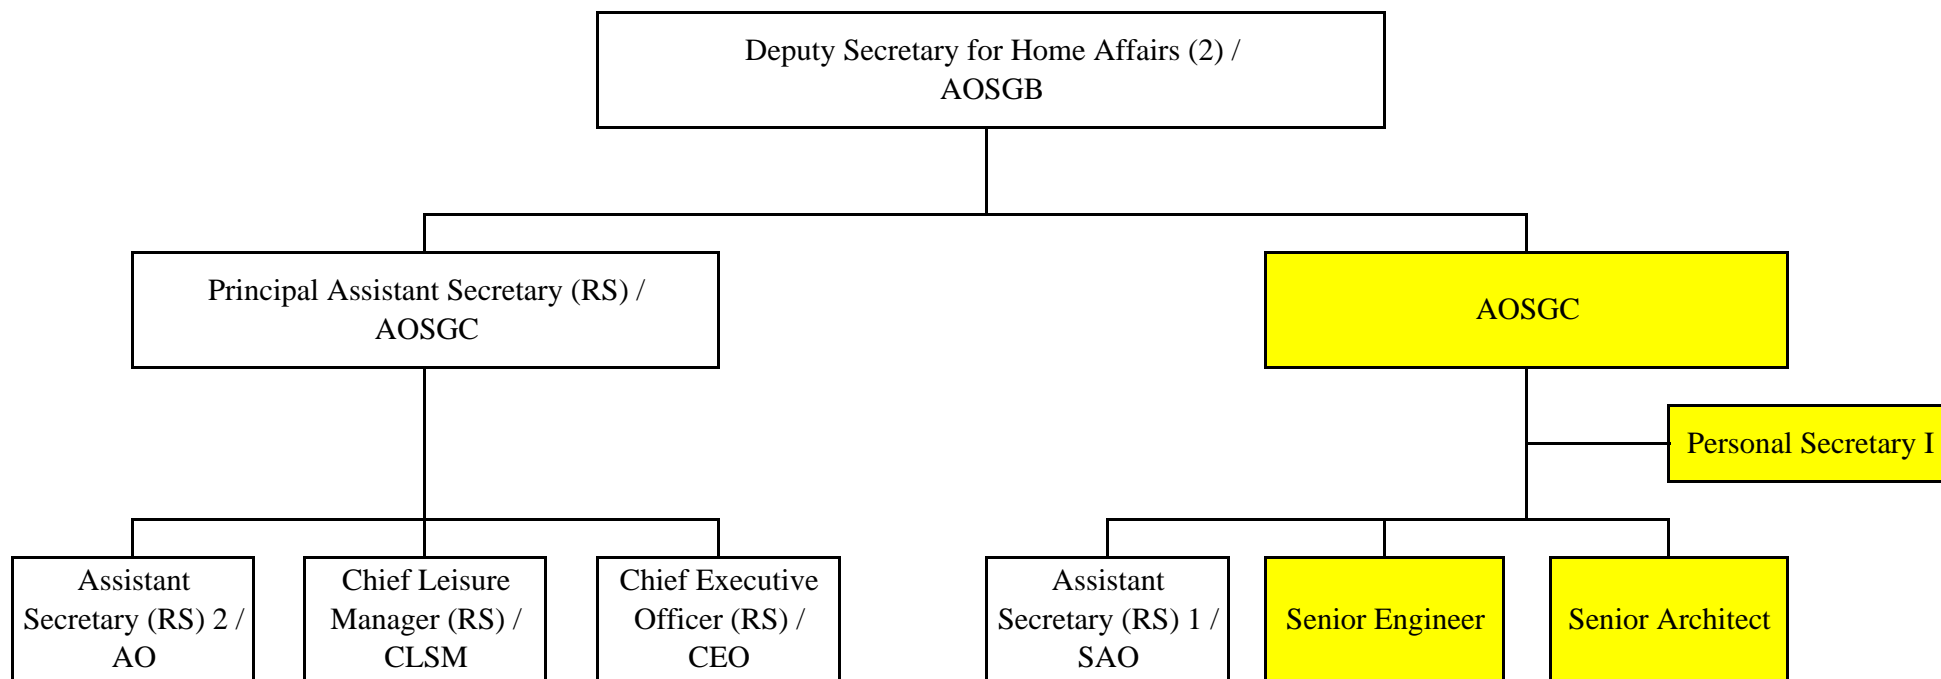 Deputy Secretary for Home Affairs (2) /
AOSGB
Principal Assistant Secretary (RS) /
AOSGC
AOSGC
Personal Secretary I
Assistant
Secretary (RS) 2 /
AO
Chief Leisure
Manager (RS) /
CLSM
Chief Executive
Officer (RS) /
CEO
Assistant
Secretary (RS) 1 /
SAO
Senior Engineer
Senior Architect